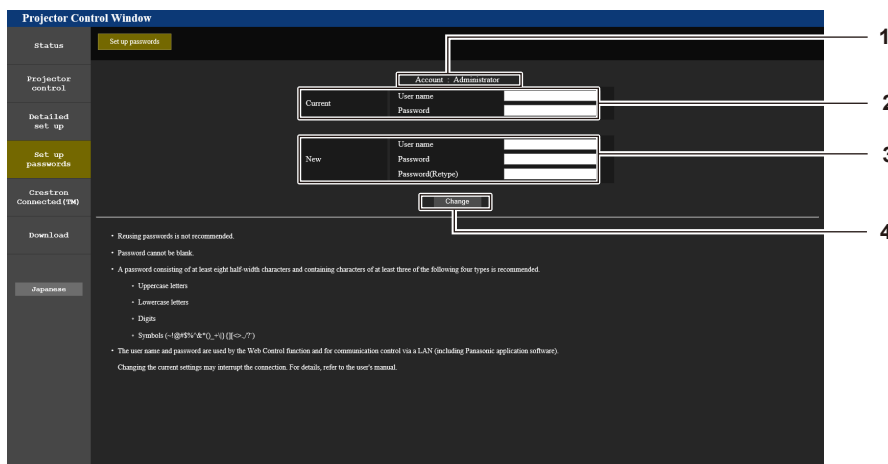 Projector Control Window
Status
Set up passwords
1
Projector
control
Account : Administrator
Current
User name
Password
2
Detailed
set up
Set up
passwords
New
User name
Password
Password(Retype)
3
Crestron
Connected(TM)
Change
4
Download
• Reusing passwords is not recommended.
• Password cannot be blank.
• A password consisting of at least eight half-width characters and containing characters of at least three of the following four types is recommended.
• Uppercase letters
• Lowercase letters
• Digits
• Symbols
Japanese
• The user name and password are used by the Web Control function and for communication control via a LAN (including Panasonic application software).
Changing the current settings may interrupt the connection. For details, refer to the user's manual.